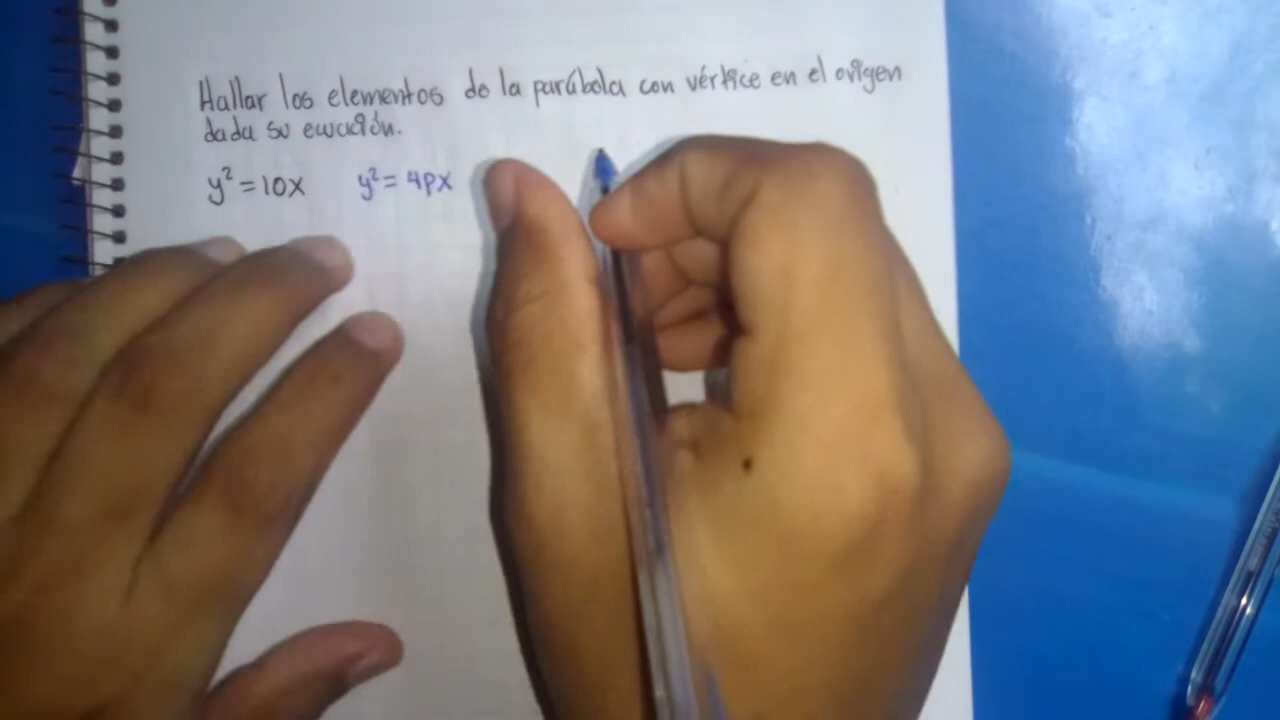 Hallar los elementos de la parábola con vértice en el origen
dada su ecuación.
y² = 10x y² = 4px